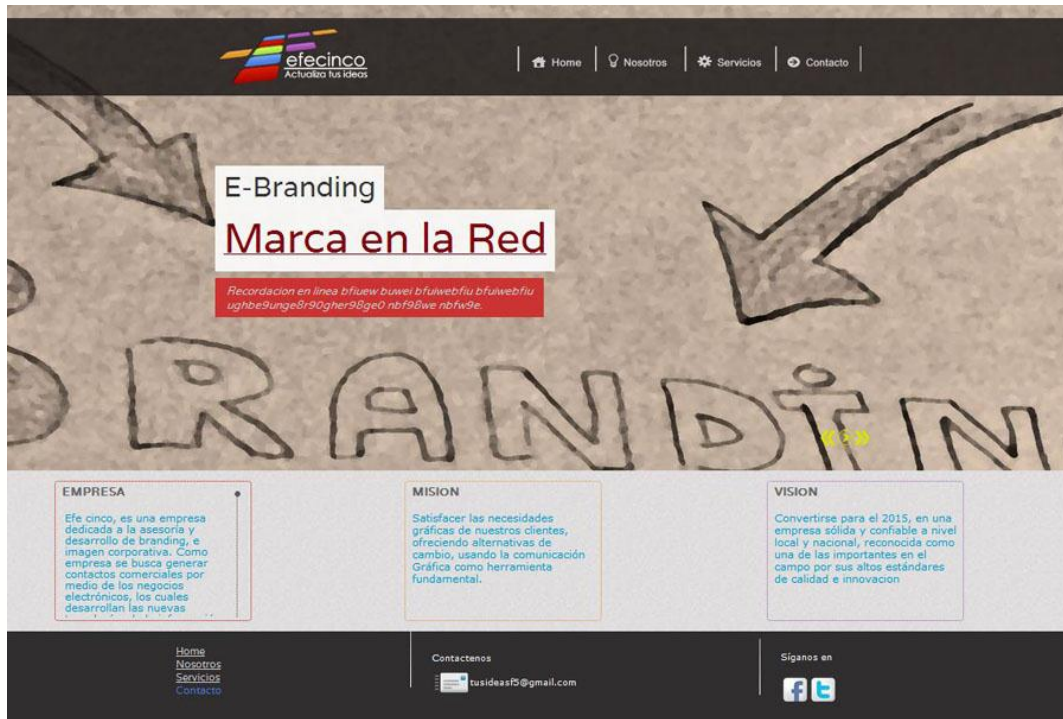 efecinco
Actualiza tus ideas
Home
Nosotros
Servicios
Contacto
E-Branding
Marca en la Red
Recordacion en linea bfiuew buwei bfuiwebfiu bfuiwebfiu
ughbe9unge8r90gher98ge0 nbf98we nbfw9e.
RANDIN
EMPRESA
Efe cinco, es una empresa
dedicada a la asesoría y
desarrollo de branding, e
imagen corporativa. Como
empresa se busca generar
contactos comerciales por
medio de los negocios
electrónicos, los cuales
desarrollan las nuevas
MISION
Satisfacer las necesidades
gráficas de nuestros clientes,
ofreciendo alternativas de
cambio, usando la comunicación
Gráfica como herramienta
fundamental.
VISION
Convertirse para el 2015, en una
empresa sólida y confiable a nivel
local y nacional, reconocida como
una de las importantes en el
campo por sus altos estándares
de calidad e innovacion
Home
Nosotros
Servicios
Contacto
Contactenos
tusideasf5@gmail.com
Síganos en